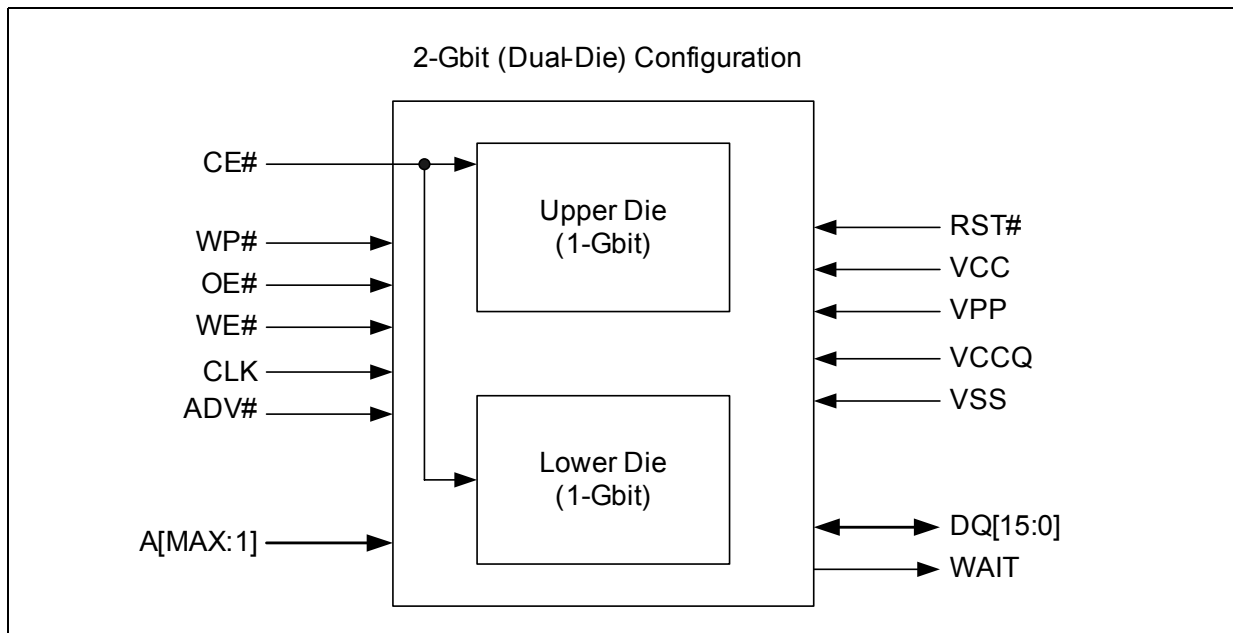 2-Gbit (Dual-Die) Configuration
CE#
WP#
OE#
WE#
CLK
ADV#
A[MAX:1]
Upper Die
(1-Gbit)
Lower Die
(1-Gbit)
RST#
VCC
VPP
VCCQ
VSS
DQ[15:0]
WAIT